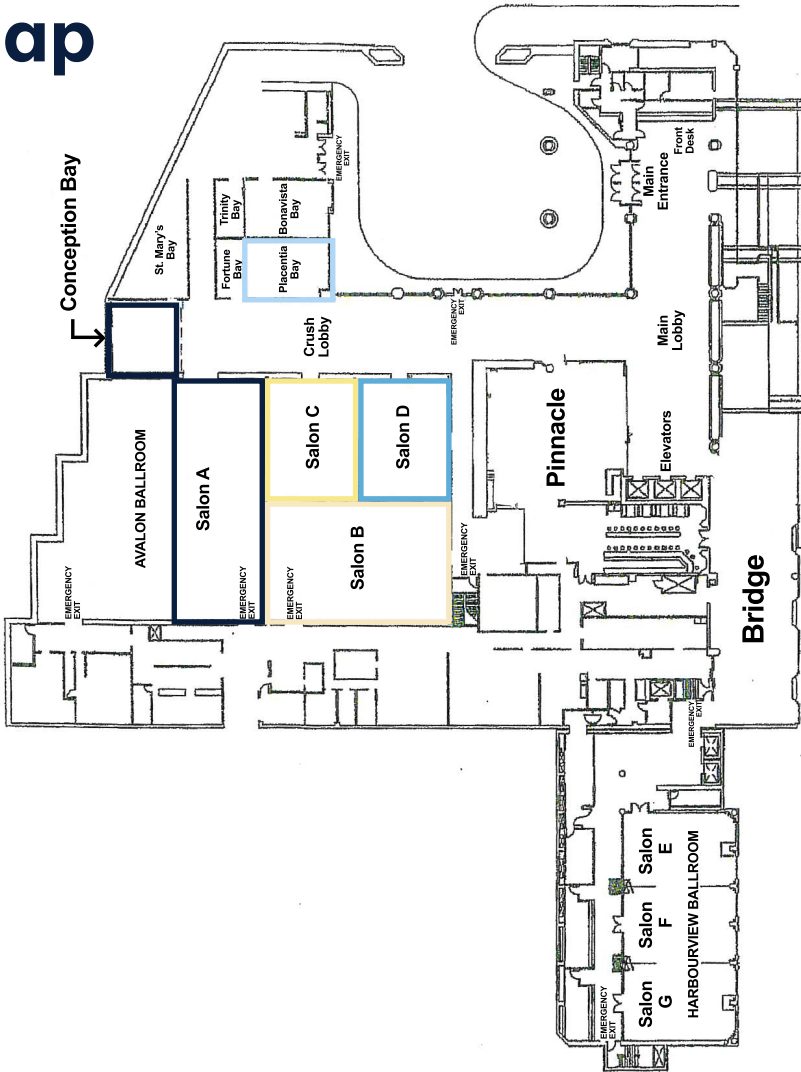 ap
Conception Bay
St. Mary's
Bay
Trinity
Bay
Bonavista
Bay
Fortune
Bay
Placentia
Bay
EMERGENCY
EXIT
Main
Entrance
Front
Desk
Crush
Lobby
EMERGENCY
EXIT
Main
Lobby
AVALON BALLROOM
Salon A
Salon C
Salon D
Salon B
Pinnacle
Elevators
EMERGENCY
EXIT
EMERGENCY
EXIT
EMERGENCY
EXIT
EMERGENCY
EXIT
Bridge
EMERGENCY
EXIT
Salon
E
Salon
F
Salon
G
HARBOURVIEW BALLROOM
EMERGENCY
EXIT